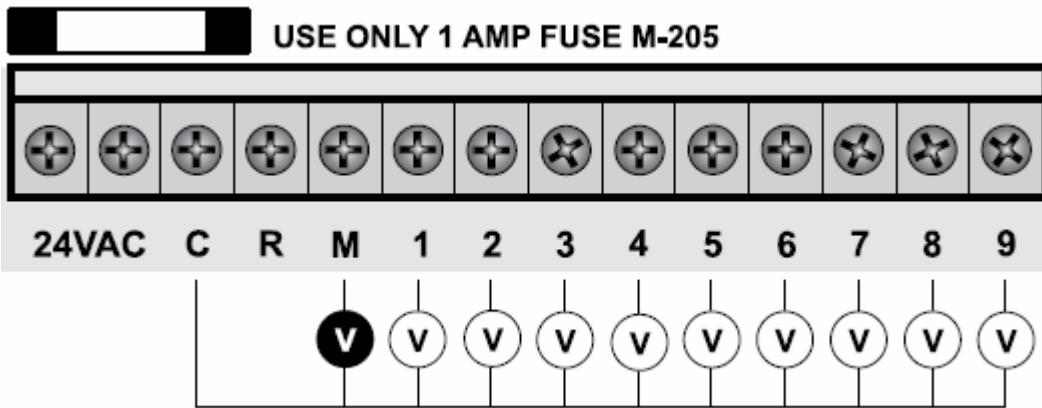 USE ONLY 1 AMP FUSE M-205
24VAC C R M 1 2 3 4 5 6 7 8 9
V V V V V V V V V V